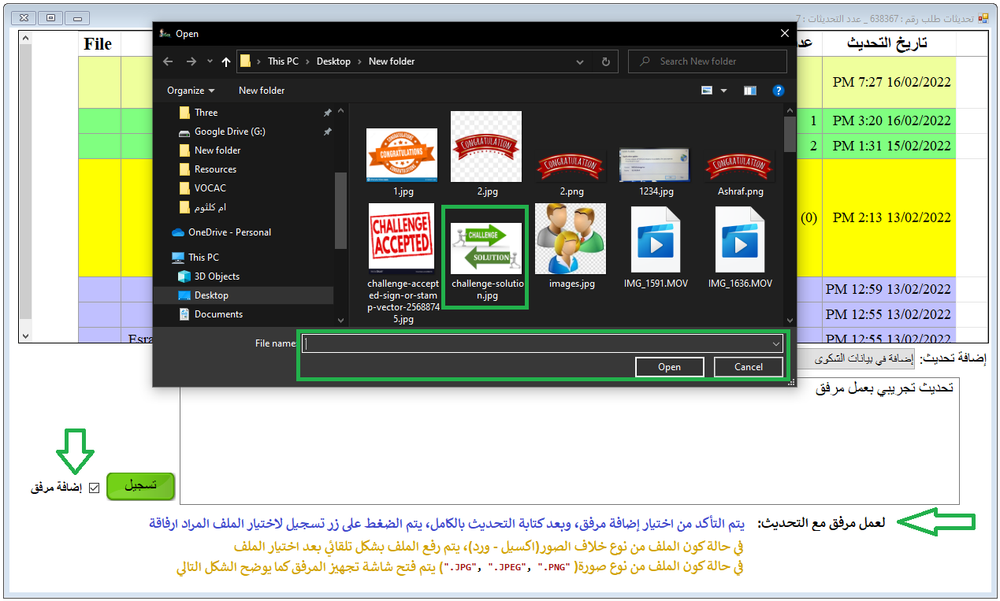 تحديثات طلب رقم : 638367 _ عدد التحديثات : 7
File
تاريخ التحديث
PM 7:27 16/02/2022
1
PM 3:20 16/02/2022
2
PM 1:31 15/02/2022
(0)
PM 2:13 13/02/2022
PM 12:59 13/02/2022
PM 12:55 13/02/2022
PM 12:55 13/02/2022
Esra
Open
This PC
Desktop
New folder
Search New folder
Organize
New folder
Three
Google Drive (G:)
New folder
Resources
VOCAC
ام كلثوم
OneDrive - Personal
This PC
3D Objects
Desktop
Documents
CONGRATULATIONS
1.jpg
CONGRATULATION
2.jpg
CONGRATULATION
2.png
1234.jpg
CONGRATULATION
Ashraf.png
CHALLENGE
ACCEPTED
challenge-accept
ed-sign-or-stam
p-vector-2568874
5.jpg
CHALLENGE
SOLUTION
challenge-solutio
n.jpg
images.jpg
IMG_1591.MOV
IMG_1636.MOV
File name
Open
Cancel
إضافة تحديث:
إضافة في بيانات الشكوى
تحديث تجريبي بعمل مرفق
إضافة مرفق
تسجيل
لعمل مرفق مع التحديث: يتم التأكد من اختيار إضافة مرفق، وبعد كتابة التحديث بالكامل، يتم الضغط على زر تسجيل لاختيار الملف المراد ارفاقة
في حالة كون الملف من نوع خلاف الصور(اكسيل - ورد)، يتم رفع الملف بشكل تلقائي بعد اختيار الملف
في حالة كون الملف من نوع صورة( "JPG", ".JPEG", ".PNG.") يتم فتح شاشة تجهيز المرفق كما يوضح الشكل التالي